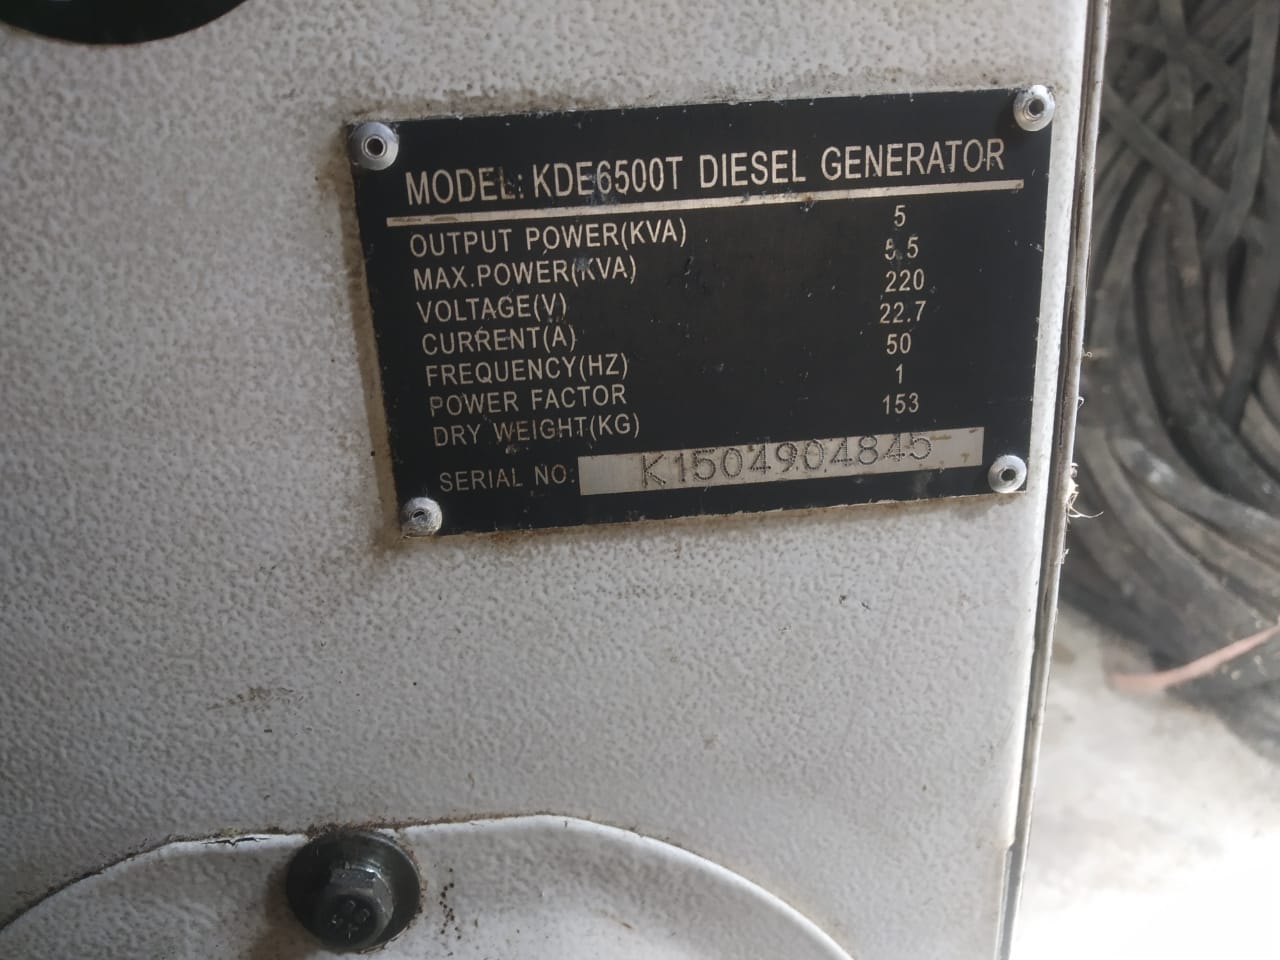 MODEL: KDE6500T DIESEL GENERATOR
OUTPUT POWER(KVA) 5
MAX.POWER(KVA) 5.5
VOLTAGE(V) 220
CURRENT(A) 22.7
FREQUENCY(HZ) 50
POWER FACTOR 1
DRY WEIGHT(KG) 153
SERIAL NO: K1504904845